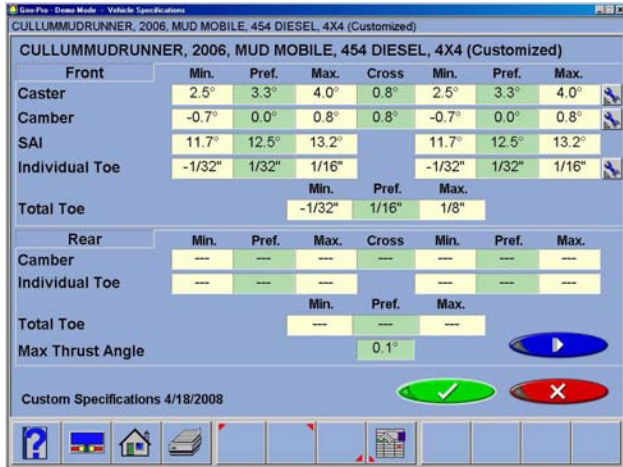 Geo-Pro - Demo Mode - Vehicle Specifications
CULLUMMUDRUNNER, 2006, MUD MOBILE, 454 DIESEL, 4X4 (Customized)
CULLUMMUDRUNNER, 2006, MUD MOBILE, 454 DIESEL, 4X4 (Customized)
Front Min. Pref. Max. Cross Min. Pref. Max.
Caster 2.5° 3.3° 4.0° 0.8° 2.5° 3.3° 4.0°
Camber -0.7° 0.0° 0.8° 0.8° -0.7° 0.0° 0.8°
SAI 11.7° 12.5° 13.2° 11.7° 12.5° 13.2°
Individual Toe -1/32" 1/32" 1/16" -1/32" 1/32" 1/16"
Min. Pref. Max.
Total Toe -1/32" 1/16" 1/8"
Rear Min. Pref. Max. Cross Min. Pref. Max.
Camber --- --- --- --- --- --- ---
Individual Toe --- --- --- --- --- ---
Min. Pref. Max.
Total Toe --- --- ---
Max Thrust Angle 0.1°
Custom Specifications 4/18/2008
?